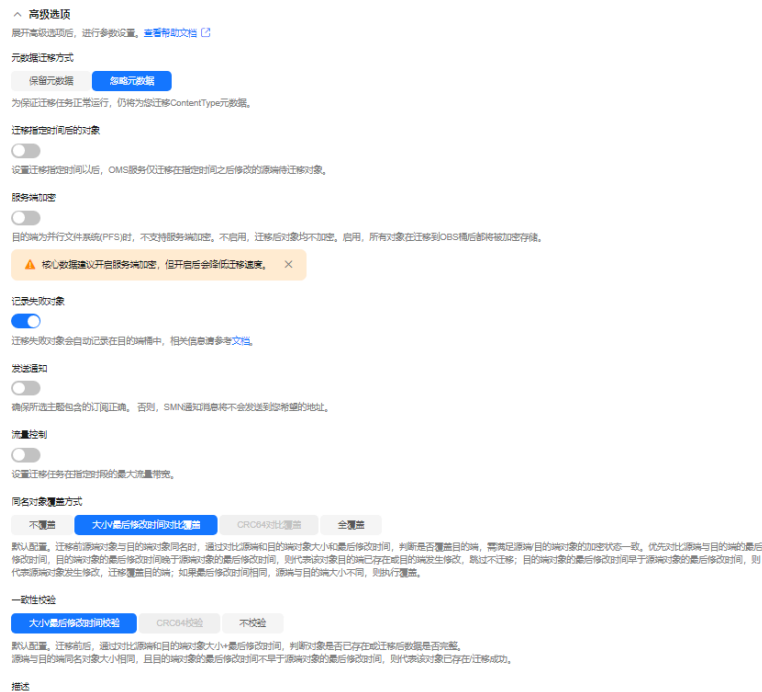 高级选项
展开高级选项后，进行参数设置。查看帮助文档
元数据迁移方式
保留元数据 忽略元数据
为保证迁移任务正常运行，仍将为您迁移ContentType元数据。
迁移指定时间后的对象
设置迁移指定时间以后，OMS服务仅迁移在指定时间之后修改的源端待迁移对象。
服务端加密
目的端为并行文件系统(PFS)时，不支持服务端加密。不启用，迁移后对象均不加密。启用，所有对象在迁移到OBS桶后都将被加密存储。
核心数据建议开启服务端加密，但开启后会降低迁移速度。
记录失败对象
迁移失败对象会自动记录在目的端桶中，相关信息请参考文档。
发送通知
确保所选主题包含的订阅正确。 否则，SMN通知消息将不会发送到您希望的地址。
流量控制
设置迁移任务在指定时段的最大流量带宽。
同名对象覆盖方式
不覆盖 大小/最后修改时间对比覆盖 CRC64对比覆盖 全覆盖
默认配置。迁移前源端对象与目的端对象同名时，通过对比源端和目的端对象大小和最后修改时间，判断是否覆盖目的端，需满足源端/目的端对象的加密状态一致。优先对比源端与目的端的最后
修改时间，目的端对象的最后修改时间晚于源端对象的最后修改时间，则代表该对象目的端已存在或目的端发生修改，跳过不迁移；目的端对象的最后修改时间早于源端对象的最后修改时间，则
代表源端对象发生修改，迁移覆盖目的端；如果最后修改时间相同，源端与目的端大小不同，则执行覆盖。
一致性校验
大小/最后修改时间校验 CRC64校验 不校验
默认配置。迁移前后，通过对比源端和目的端对象大小+最后修改时间，判断对象是否已存在或迁移后数据是否完整。
源端与目的端同名对象大小相同，且目的端对象的最后修改时间不早于源端对象的最后修改时间，则代表该对象已存在/迁移成功。
描述